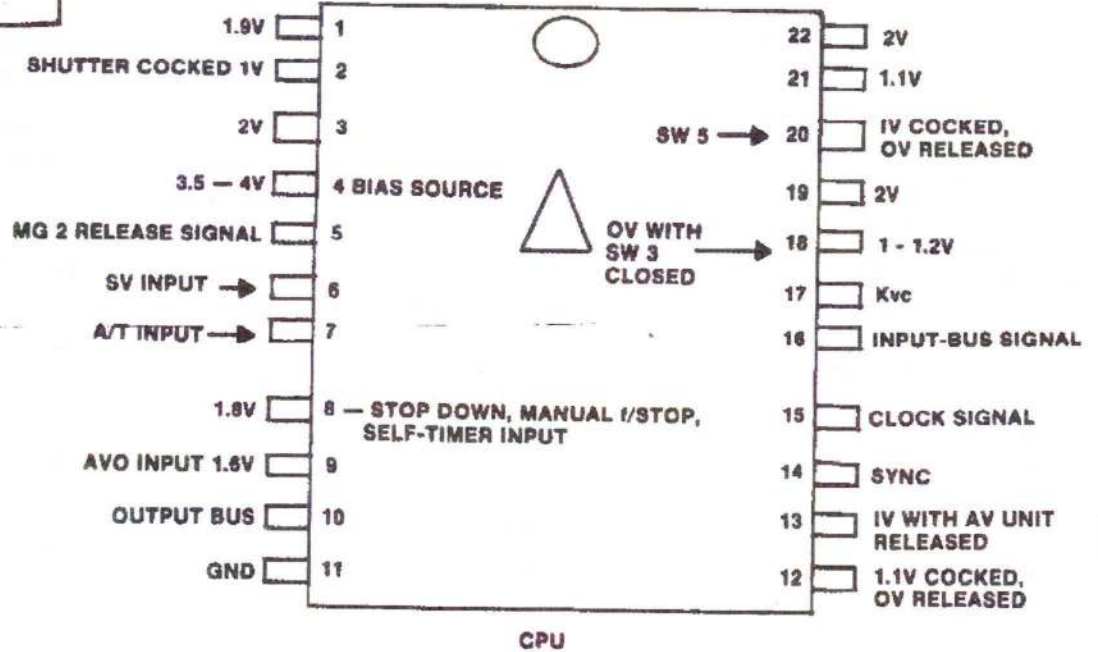 1.9V 1
SHUTTER COCKED 1V 2
2V 3
3.5 — 4V 4 BIAS SOURCE
MG 2 RELEASE SIGNAL 5
SV INPUT → 6
A/T INPUT → 7
1.8V 8 — STOP DOWN, MANUAL f/STOP,
SELF-TIMER INPUT
AVO INPUT 1.6V 9
OUTPUT BUS 10
GND 11
22 2V
21 1.1V
SW 5 → 20 IV COCKED,
OV RELEASED
19 2V
OV WITH
SW 3
CLOSED
→ 18 1 - 1.2V
17 Kvc
16 INPUT-BUS SIGNAL
15 CLOCK SIGNAL
14 SYNC
13 IV WITH AV UNIT
RELEASED
12 1.1V COCKED,
OV RELEASED
CPU